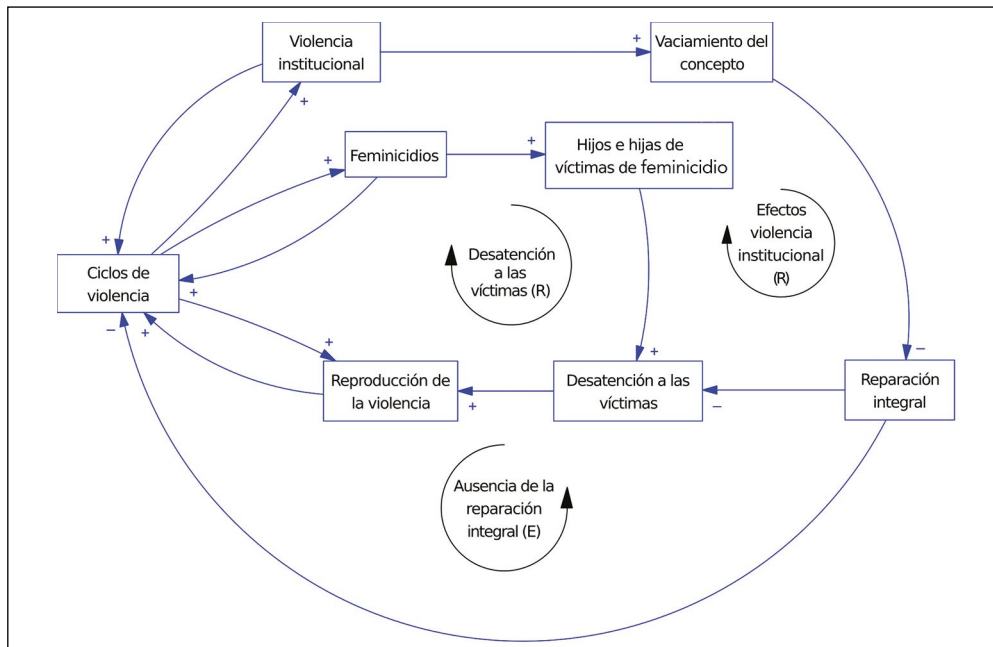 Violencia
institucional
+
Vaciamiento del
concepto
+
Feminicidios
+
+
Hijos e hijas de
víctimas de feminicidio
Efectos
violencia
institucional
(R)
Desatención
a las
víctimas (R)
+
Ciclos de
violencia
+
−
+
+
+
−
Reproducción de
la violencia
+
Desatención a las
víctimas
−
Reparación
integral
Ausencia de la
reparación
integral (E)